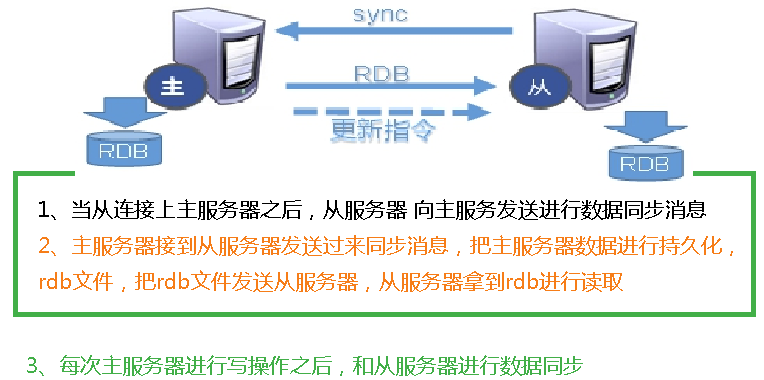 sync
主
RDB
从
更新指令
RDB
RDB
1、当从连接上主服务器之后，从服务器 向主服务发送进行数据同步消息
2、主服务器接到从服务器发送过来同步消息，把主服务器数据进行持久化，
rdb文件，把rdb文件发送从服务器，从服务器拿到rdb进行读取
3、每次主服务器进行写操作之后，和从服务器进行数据同步